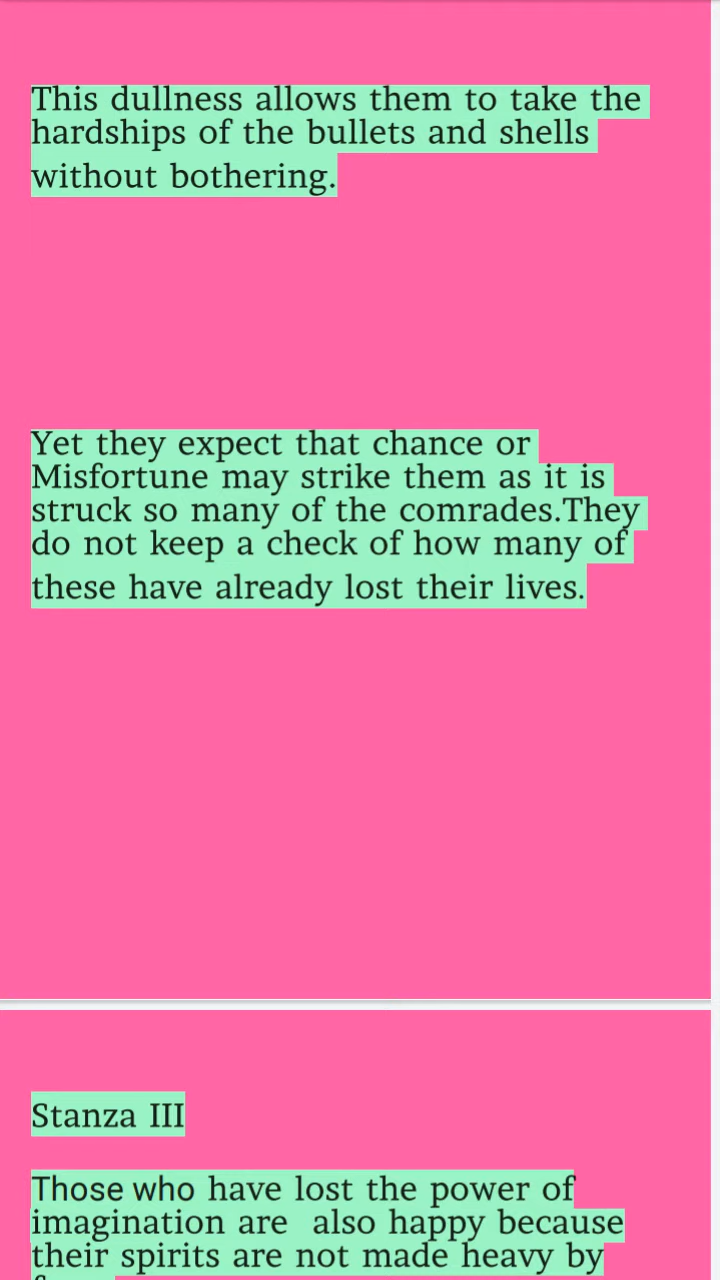 This dullness allows them to take the
hardships of the bullets and shells
without bothering.
Yet they expect that chance or
Misfortune may strike them as it is
struck so many of the comrades.They
do not keep a check of how many of
these have already lost their lives.
Stanza III
Those who have lost the power of
imagination are  also happy because
their spirits are not made heavy by